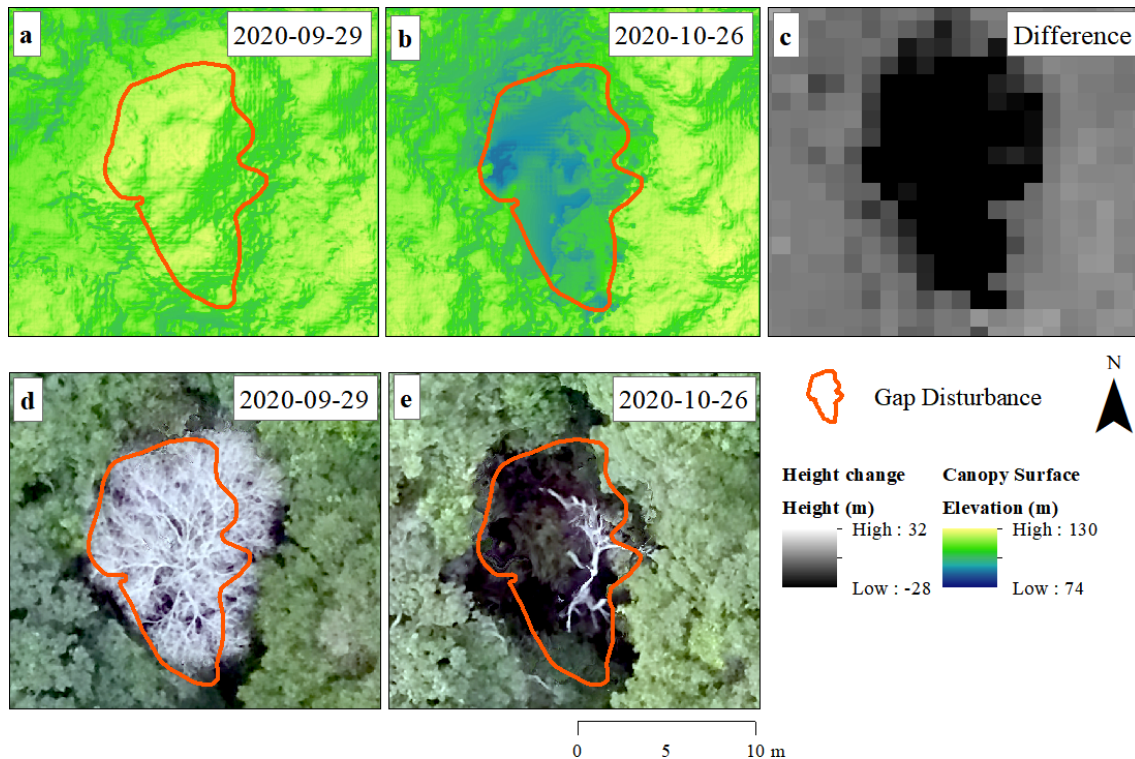 a
2020-09-29
b
2020-10-26
c
Difference
d
2020-09-29
e
2020-10-26
Gap Disturbance
N
Height change
Height (m)
High : 32
Low : -28
Canopy Surface
Elevation (m)
High : 130
Low : 74
0 5 10 m